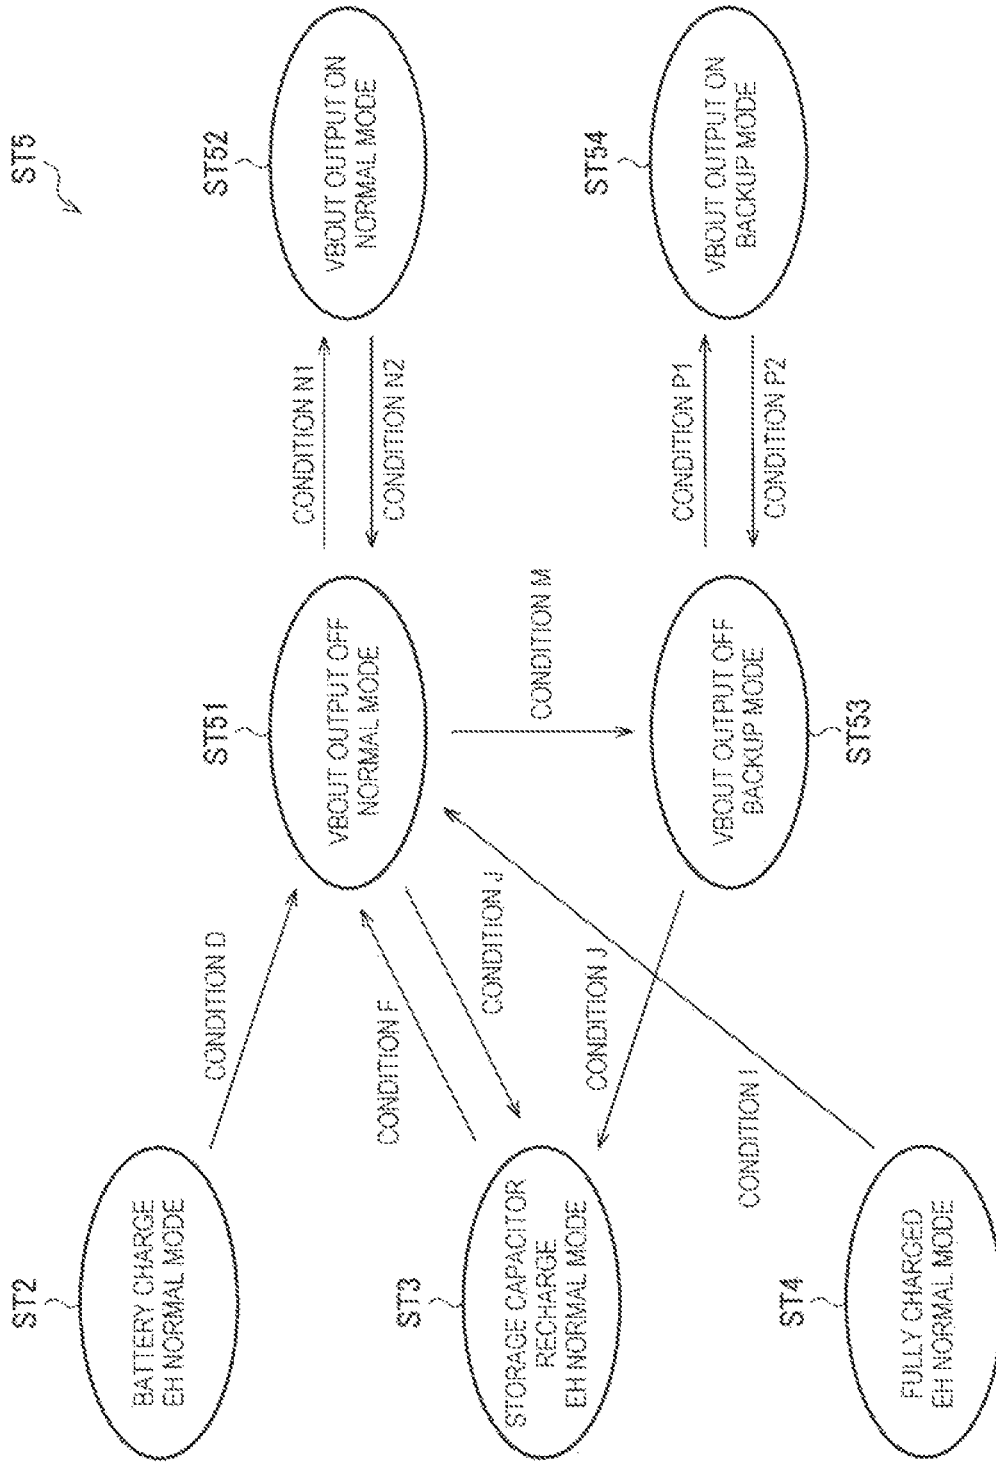 ST5
ST2
BATTERY CHARGE
EH NORMAL MODE
CONDITION D
ST51
VBOUT OUTPUT OFF
NORMAL MODE
CONDITION N1
CONDITION N2
ST52
VBOUT OUTPUT ON
NORMAL MODE
ST3
STORAGE CAPACITOR
RECHARGE
EH NORMAL MODE
CONDITION F
CONDITION J
CONDITION M
CONDITION J
ST4
FULLY CHARGED
EH NORMAL MODE
CONDITION I
VBOUT OUTPUT OFF
BACKUP MODE
ST53
CONDITION P1
CONDITION P2
ST54
VBOUT OUTPUT ON
BACKUP MODE